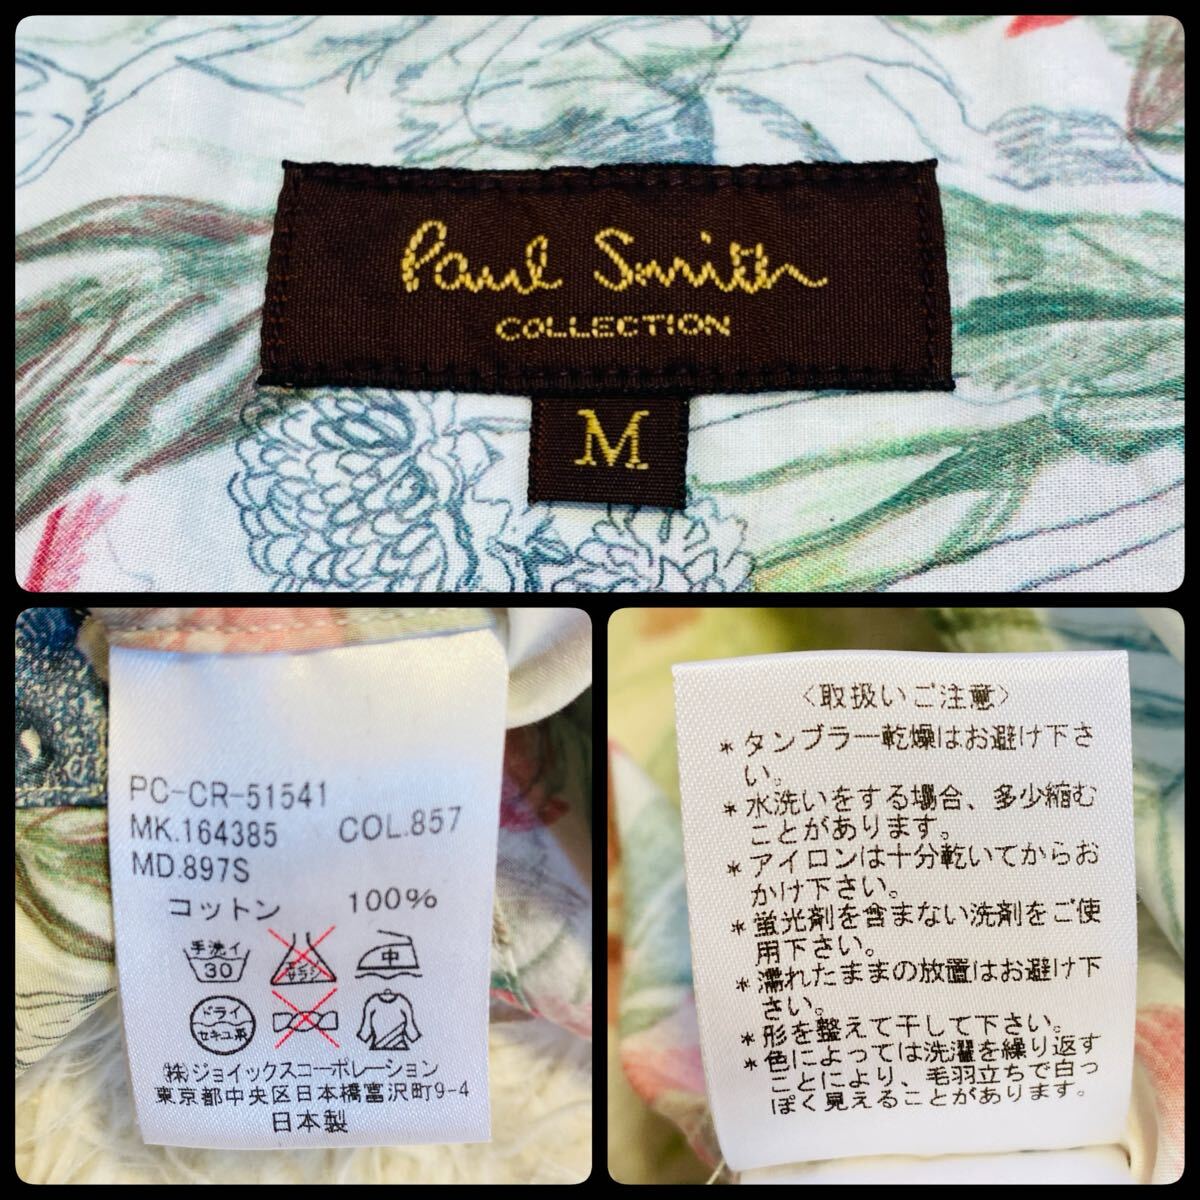 Paul Smith
COLLECTION
M
PC-CR-51541
MK.164385 COL.857
MD.897S
コットン 100%
手洗イ
30
エンソ
サラシ
中
ドライ
セキユ系
㈱ジョイックスコーポレーション
東京都中央区日本橋富沢町9-4
日本製
〈取扱いご注意〉
*タンブラー乾燥はお避け下さ
い。
*水洗いをする場合、多少縮む
ことがあります。
*アイロンは十分乾いてからお
かけ下さい。
*蛍光剤を含まない洗剤をご使
用下さい。
*濡れたままの放置はお避け下
さい。
*形を整えて干して下さい。
*色によっては洗濯を繰り返す
ことにより、毛羽立ちで白っ
ぽく見えることがあります。